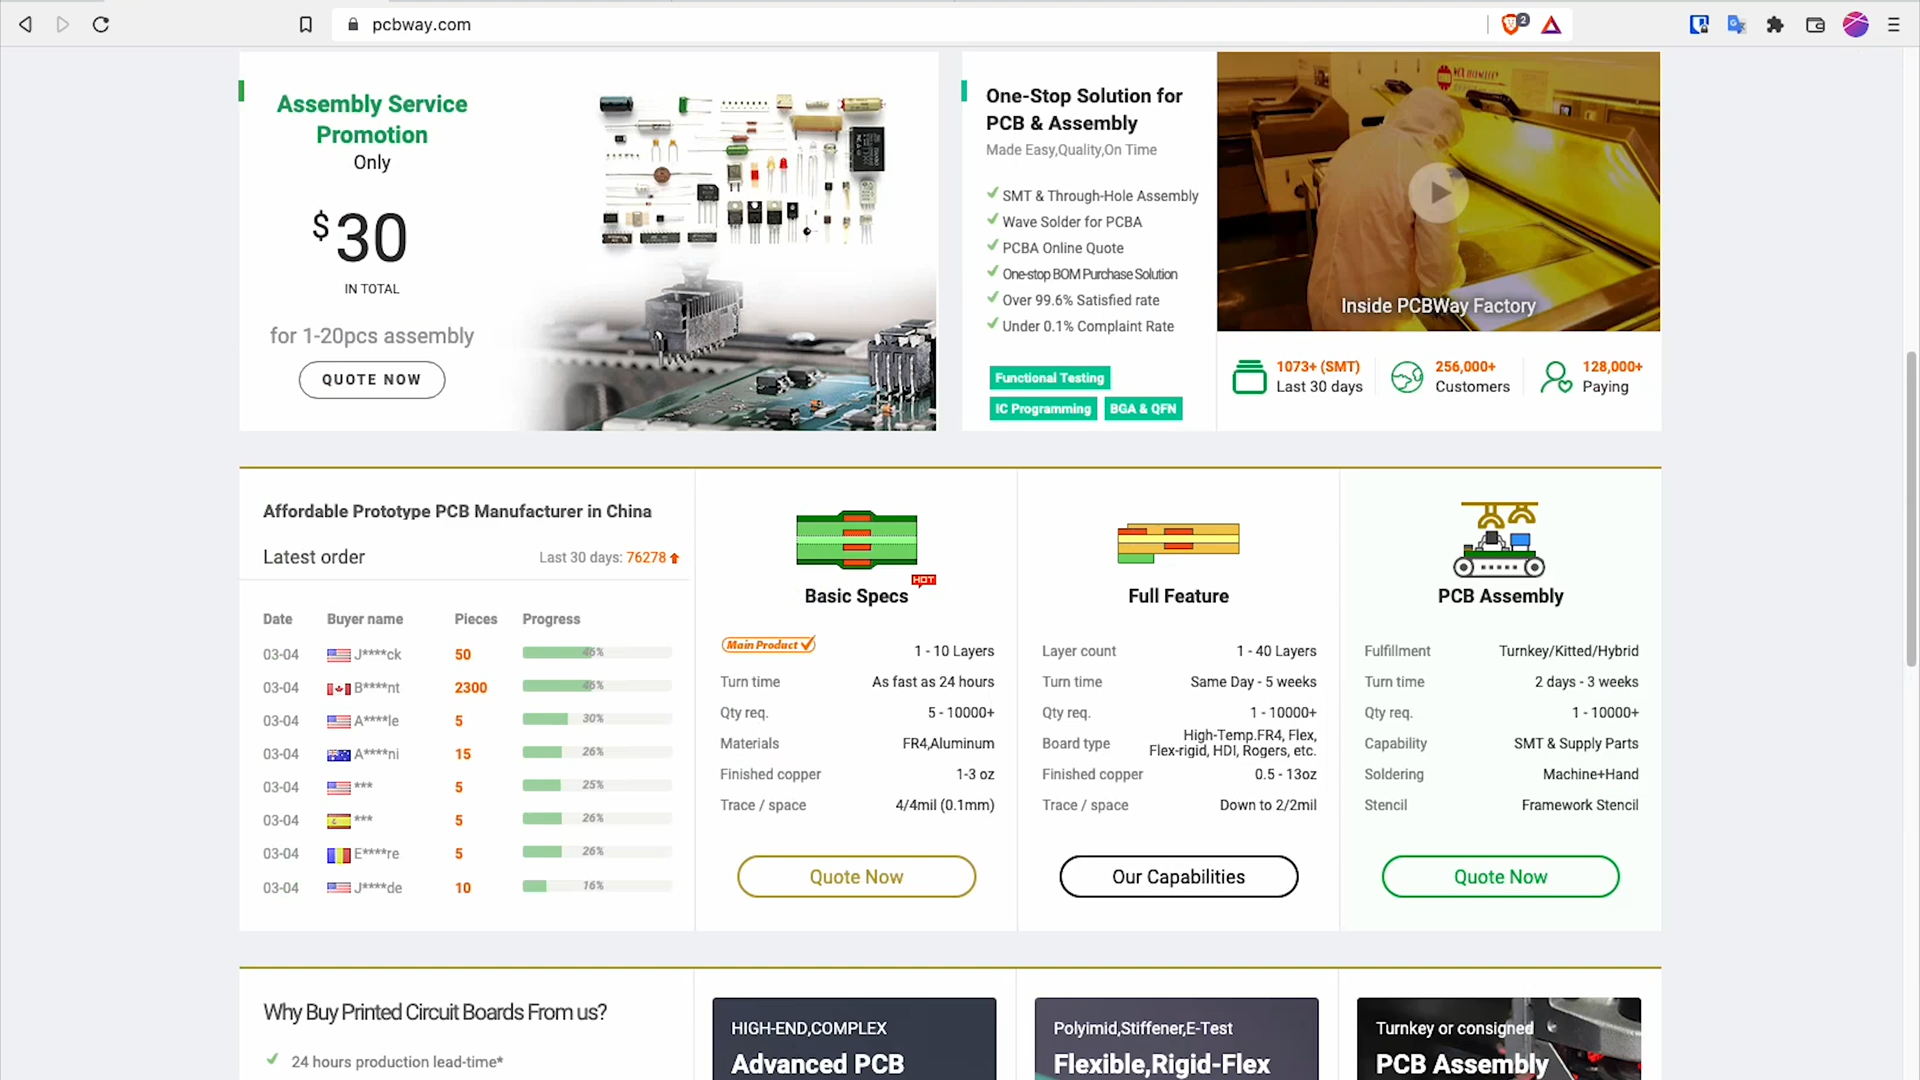 pcbway.com
2
Assembly Service
Promotion
Only
$30
IN TOTAL
for 1-20pcs assembly
QUOTE NOW
One-Stop Solution for
PCB & Assembly
Made Easy,Quality,On Time
SMT & Through-Hole Assembly
Wave Solder for PCBA
PCBA Online Quote
One-stop BOM Purchase Solution
Over 99.6% Satisfied rate
Under 0.1% Complaint Rate
Functional Testing
IC Programming BGA & QFN
Inside PCBWay Factory
1073+ (SMT)
Last 30 days
256,000+
Customers
128,000+
Paying
Affordable Prototype PCB Manufacturer in China
Latest order Last 30 days: 76278
Date Buyer name Pieces Progress
03-04 J****ck 50 46%
03-04 B****nt 2300 46%
03-04 A****le 5 30%
03-04 A****ni 15 26%
03-04 *** 5 25%
03-04 *** 5 26%
03-04 E****re 5 26%
03-04 J****de 10 16%
HOT
Basic Specs
Main Product 1 - 10 Layers
Turn time As fast as 24 hours
Qty req. 5 - 10000+
Materials FR4,Aluminum
Finished copper 1-3 oz
Trace / space 4/4mil (0.1mm)
Quote Now
Full Feature
Layer count 1 - 40 Layers
Turn time Same Day - 5 weeks
Qty req. 1 - 10000+
Board type High-Temp.FR4, Flex,
Flex-rigid, HDI, Rogers, etc.
Finished copper 0.5 - 13oz
Trace / space Down to 2/2mil
Our Capabilities
PCB Assembly
Fulfillment Turnkey/Kitted/Hybrid
Turn time 2 days - 3 weeks
Qty req. 1 - 10000+
Capability SMT & Supply Parts
Soldering Machine+Hand
Stencil Framework Stencil
Quote Now
Why Buy Printed Circuit Boards From us?
24 hours production lead-time*
HIGH-END,COMPLEX
Advanced PCB
Polyimid,Stiffener,E-Test
Flexible,Rigid-Flex
Turnkey or consigned
PCB Assembly